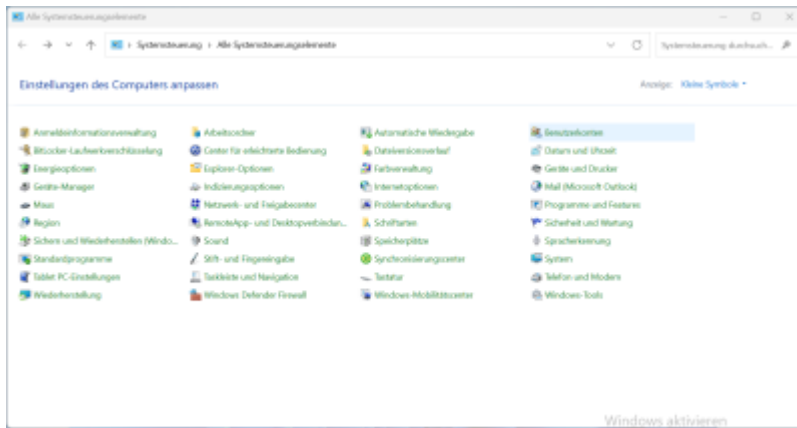 Alle Systemsteuerungselemente
Systemsteuerung › Alle Systemsteuerungselemente
Systemsteuerung durchsuch...
Einstellungen des Computers anpassen
Anzeige: Kleine Symbole
Anmeldeinformationsverwaltung Arbeitsordner Automatische Wiedergabe Benutzerkonten
BitLocker-Laufwerkverschlüsselung Center für erleichterte Bedienung Dateiversionsverlauf Datum und Uhrzeit
Energieoptionen Explorer-Optionen Farbverwaltung Geräte und Drucker
Geräte-Manager Indizierungsoptionen Internetoptionen Mail (Microsoft Outlook)
Maus Netzwerk- und Freigabecenter Problembehandlung Programme und Features
Region RemoteApp- und Desktopverbindun... Schriftarten Sicherheit und Wartung
Sichern und Wiederherstellen (Windo... Sound Speicherplätze Spracherkennung
Standardprogramme Stift- und Fingereingabe Synchronisierungscenter System
Tablet PC-Einstellungen Taskleiste und Navigation Tastatur Telefon und Modem
Wiederherstellung Windows Defender Firewall Windows-Mobilitätscenter Windows-Tools
Windows aktivieren